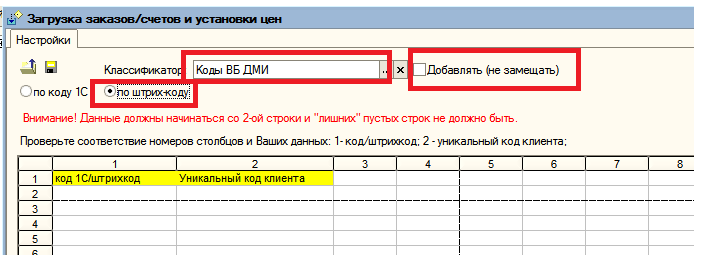 Загрузка заказов/счетов и установки цен
Настройки
Классификатор Коды ВБ ДМИ ... × Добавлять (не замещать)
по коду 1С по штрих-коду
Внимание! Данные должны начинаться со 2-ой строки и "лишних" пустых строк не должно быть.
Проверьте соответствие номеров столбцов и Ваших данных: 1- код/штрихкод; 2 - уникальный код клиента;
1 2 3 4 5 6 7 8
1 код 1С/штрихкод Уникальный код клиента
2
3
4
5
6